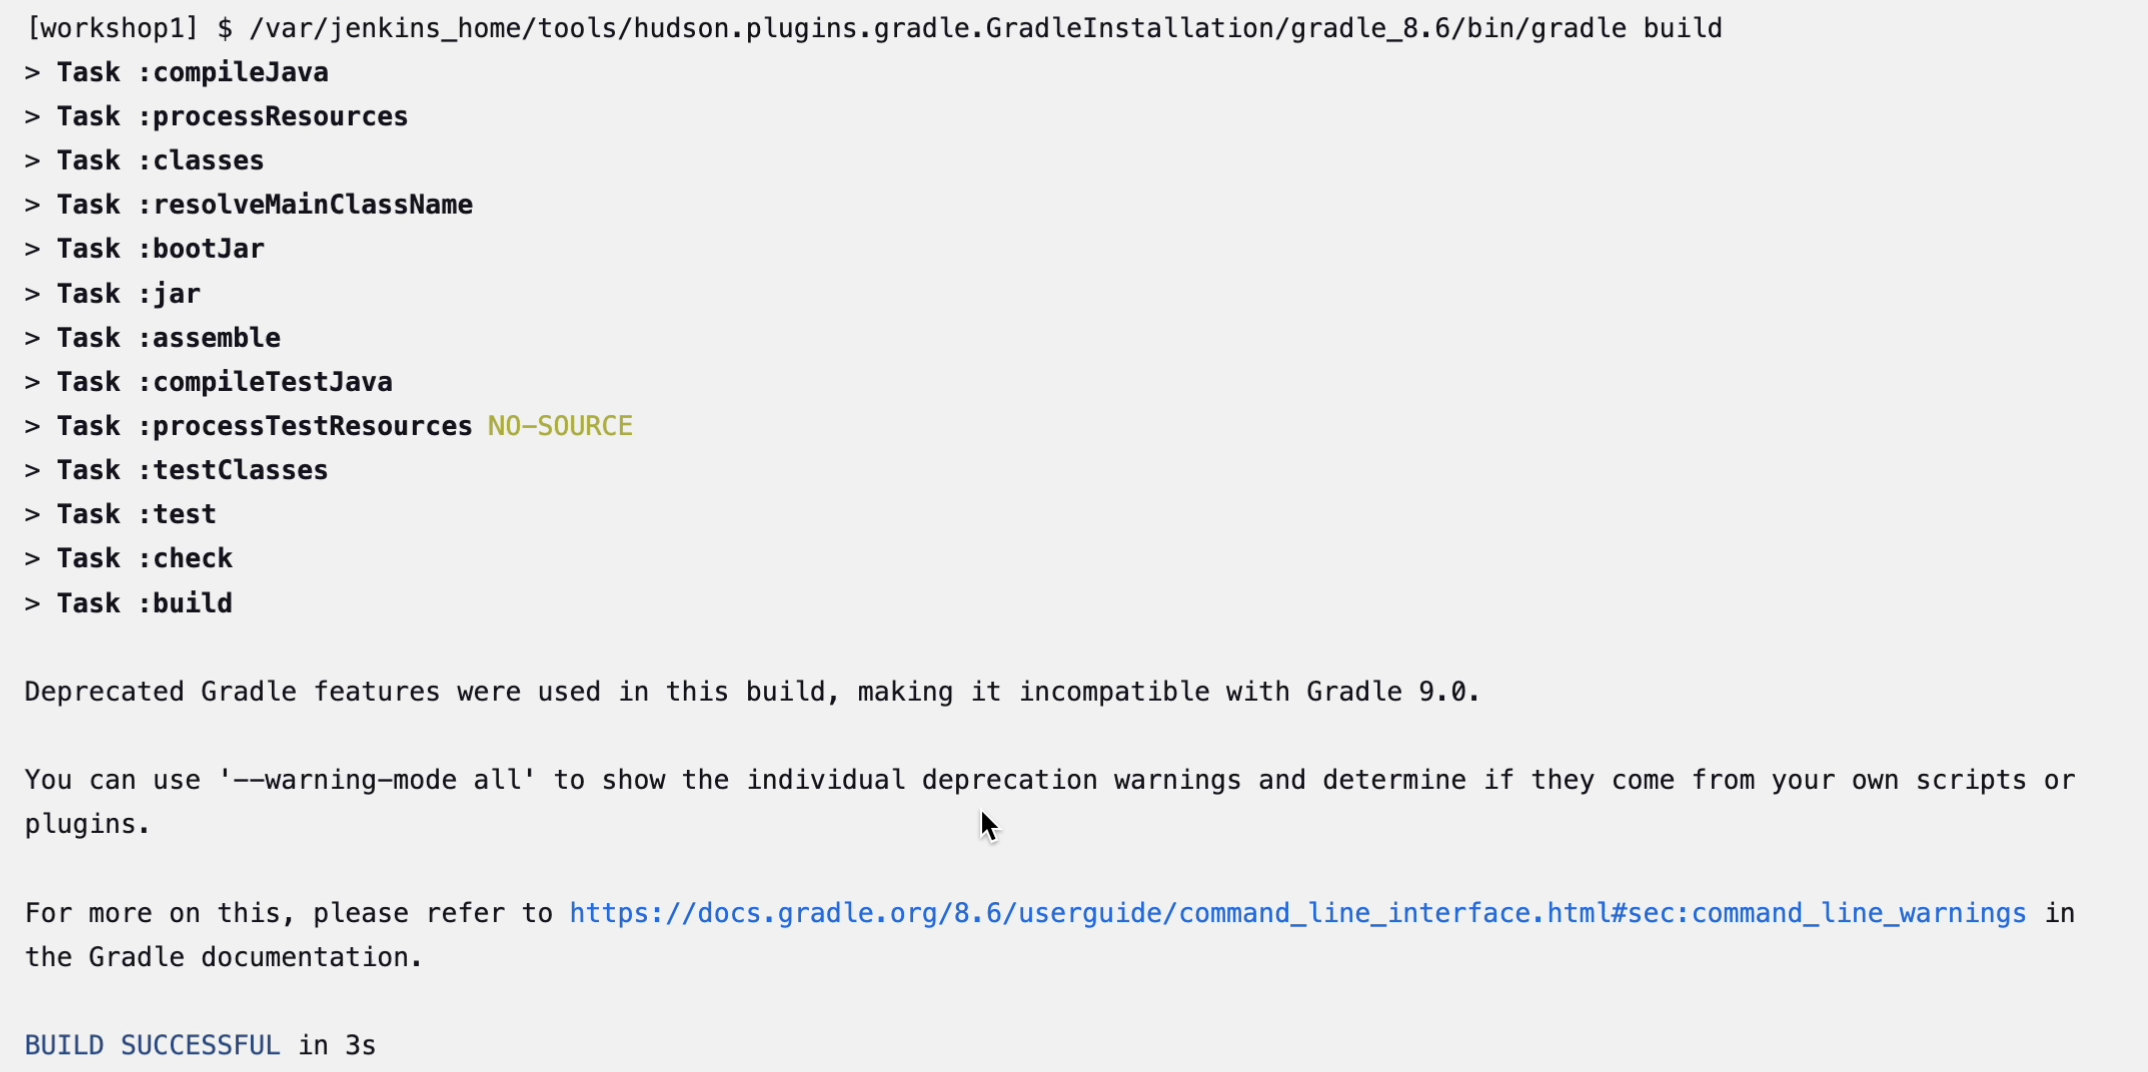 [workshop1] $ /var/jenkins_home/tools/hudson.plugins.gradle.GradleInstallation/gradle_8.6/bin/gradle build
> Task :compileJava
> Task :processResources
> Task :classes
> Task :resolveMainClassName
> Task :bootJar
> Task :jar
> Task :assemble
> Task :compileTestJava
> Task :processTestResources NO-SOURCE
> Task :testClasses
> Task :test
> Task :check
> Task :build
Deprecated Gradle features were used in this build, making it incompatible with Gradle 9.0.
You can use '--warning-mode all' to show the individual deprecation warnings and determine if they come from your own scripts or
plugins.
For more on this, please refer to https://docs.gradle.org/8.6/userguide/command_line_interface.html#sec:command_line_warnings in
the Gradle documentation.
BUILD SUCCESSFUL in 3s